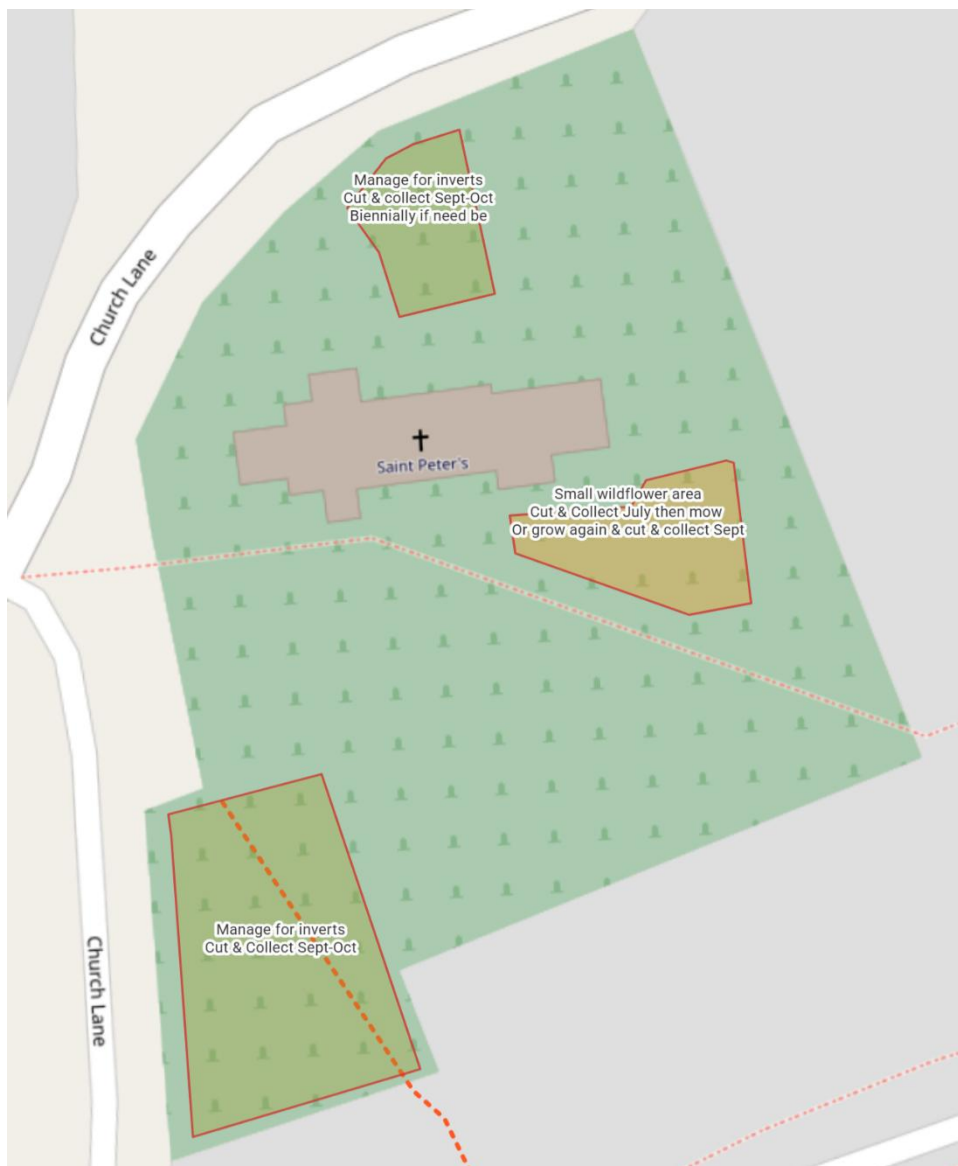 Manage for inverts
Cut & collect Sept-Oct
Biennially if need be
Church Lane
Saint Peter's
Small wildflower area
Cut & Collect July then mow
Or grow again & cut & collect Sept
Manage for inverts
Cut & Collect Sept-Oct
Church Lane